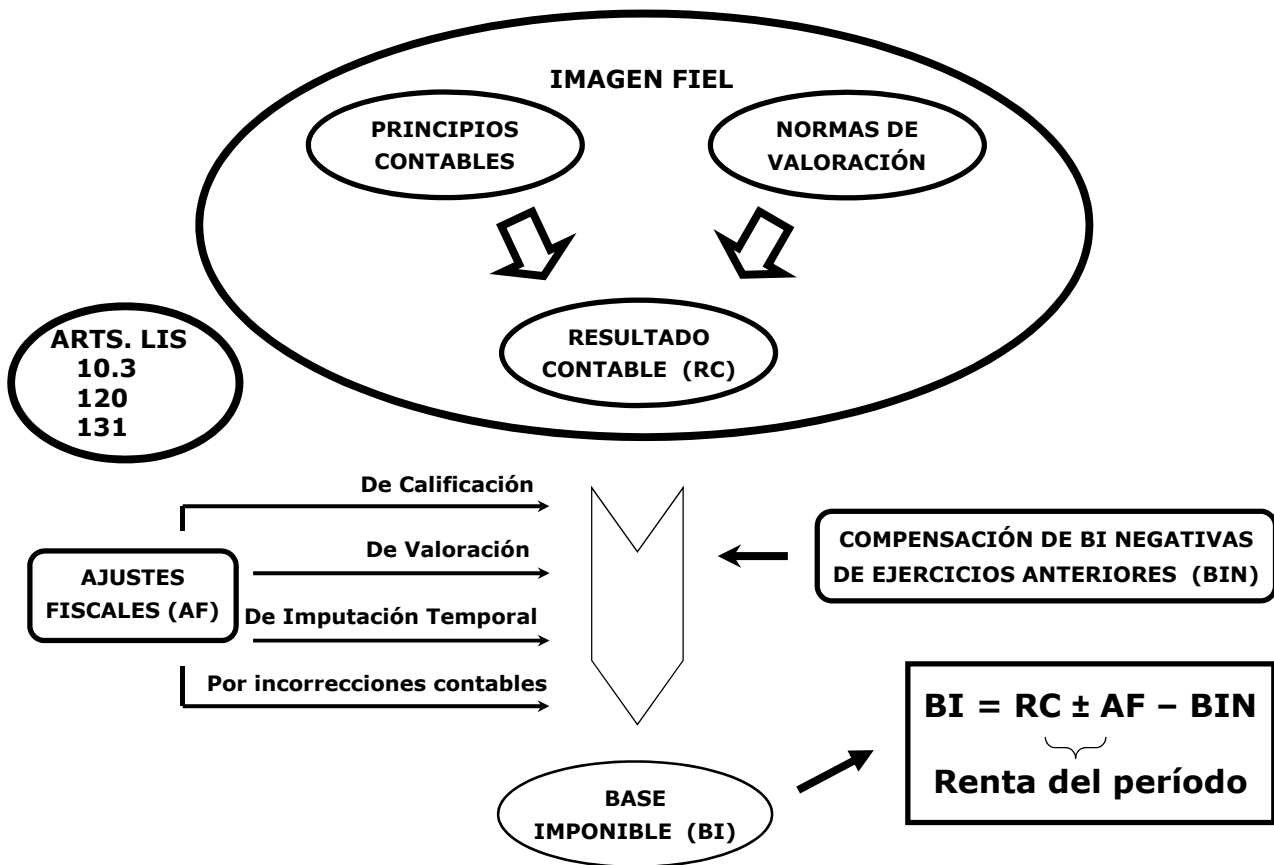 IMAGEN FIEL
PRINCIPIOS
CONTABLES
NORMAS DE
VALORACIÓN
RESULTADO
CONTABLE (RC)
ARTS. LIS
10.3
120
131
De Calificación
De Valoración
De Imputación Temporal
Por incorrecciones contables
AJUSTES
FISCALES (AF)
COMPENSACIÓN DE BI NEGATIVAS
DE EJERCICIOS ANTERIORES (BIN)
BASE
IMPONIBLE (BI)
BI = RC ± AF – BIN
Renta del período